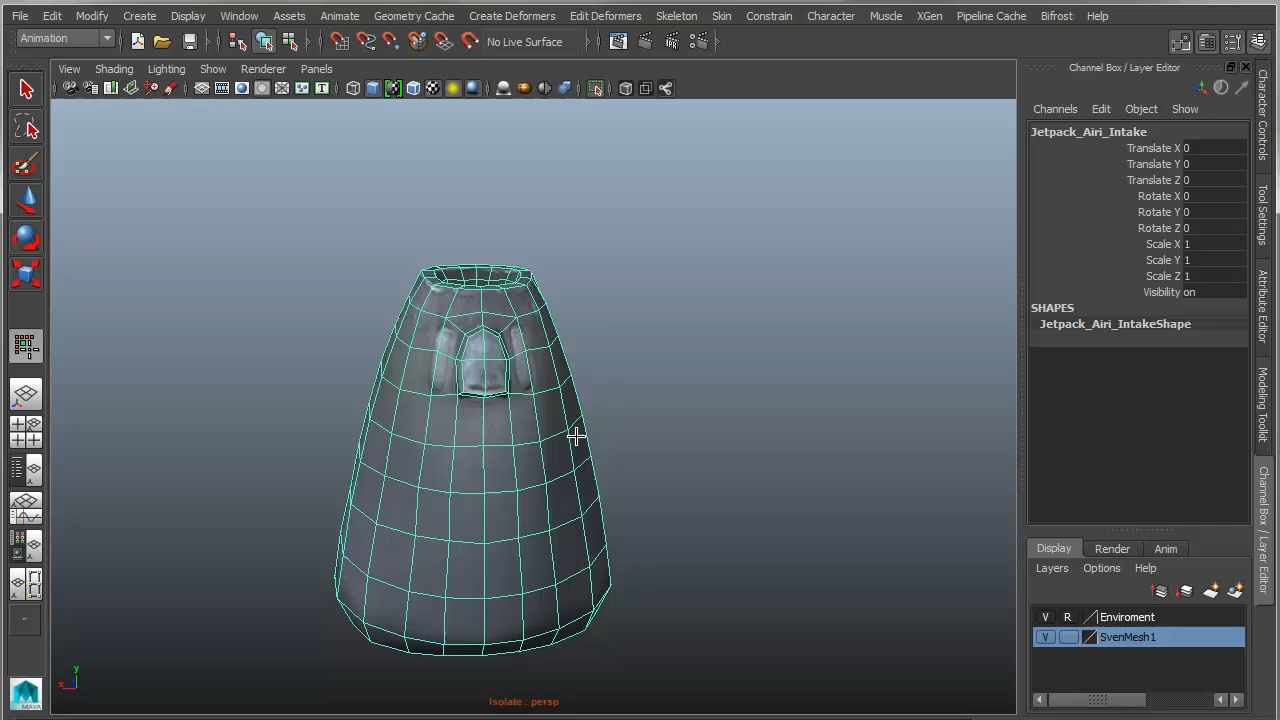 File Edit Modify Create Display Window Assets Animate Geometry Cache Create Deformers Edit Deformers Skeleton Skin Constrain Character Muscle XGen Pipeline Cache Bifrost Help
Animation No Live Surface
View Shading Lighting Show Renderer Panels
Channel Box / Layer Editor
Channels Edit Object Show
Jetpack_Airi_Intake
Translate X 0
Translate Y 0
Translate Z 0
Rotate X 0
Rotate Y 0
Rotate Z 0
Scale X 1
Scale Y 1
Scale Z 1
Visibility on
SHAPES
Jetpack_Airi_IntakeShape
Display Render Anim
Layers Options Help
V R Enviroment
V SvenMesh1
Character Controls
Tool Settings
Attribute Editor
Modeling Toolkit
Channel Box / Layer Editor
y
x
Isolate : persp
MAYA